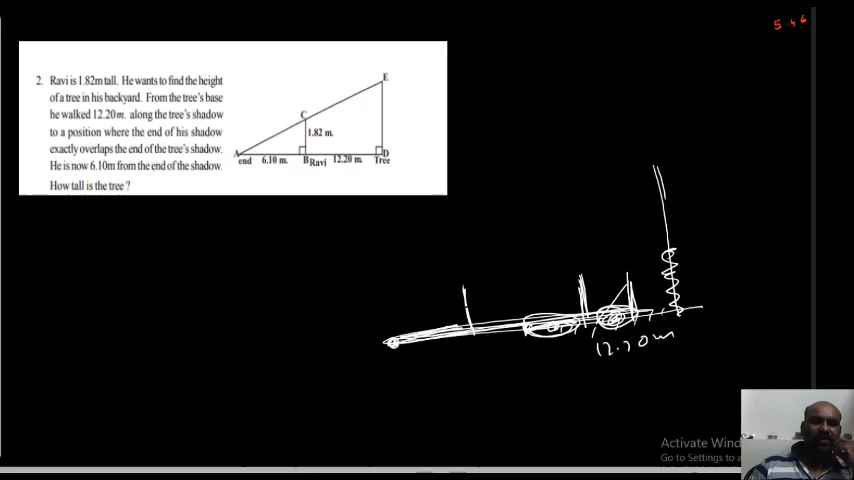 5.46
2. Ravi is 1.82m tall. He wants to find the height
of a tree in his backyard. From the tree's base
he walked 12.20m. along the tree's shadow
to a position where the end of his shadow
exactly overlaps the end of the tree's shadow.
He is now 6.10m from the end of the shadow.
How tall is the tree ?
E
C
1.82 m.
A B D
end 6.10 m. Ravi 12.20 m. Tree
12.20m
Activate Wind
Go to Settings to a